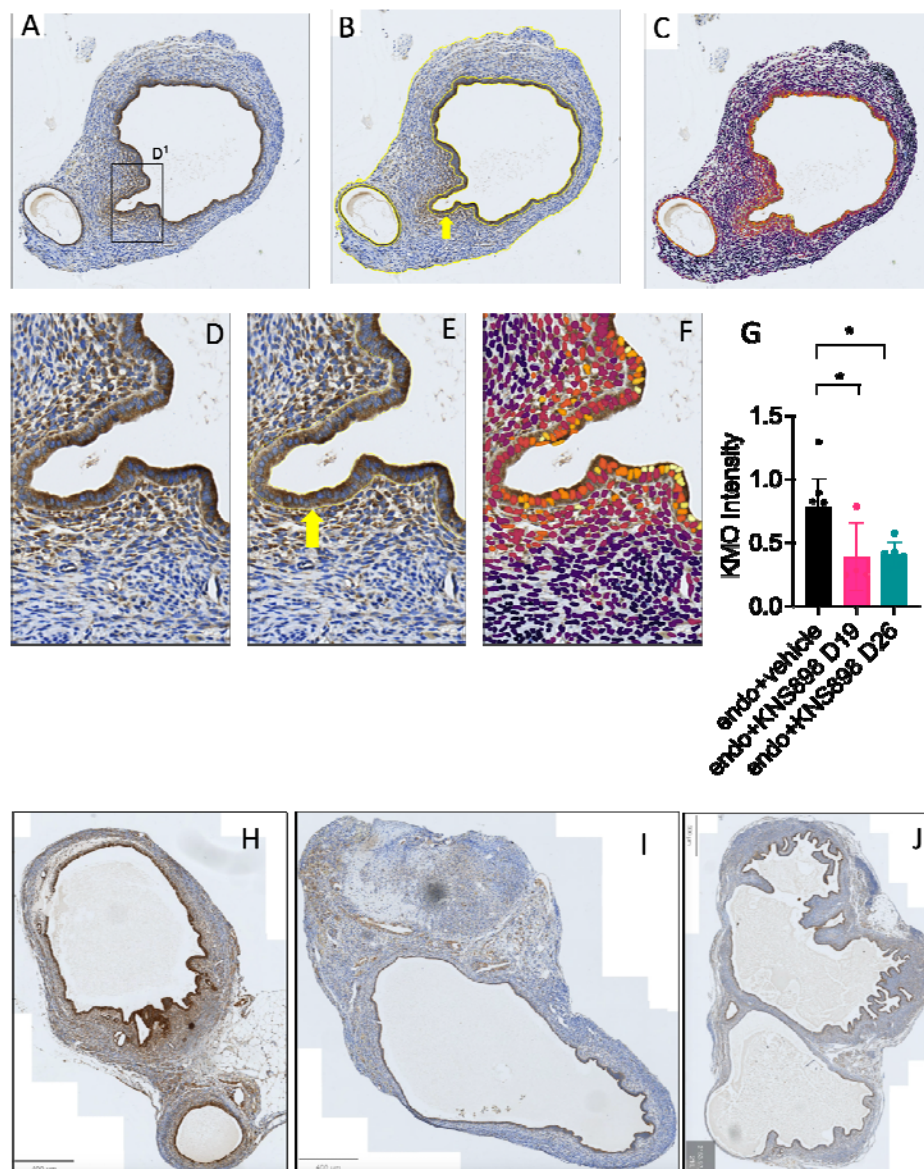 A
B
C
D¹
D
E
F
G
*
*
1.5
1.0
0.5
0.0
KMO Intensity
endo+vehicle
endo+KNS898 D19
endo+KNS898 D26
H
I
J